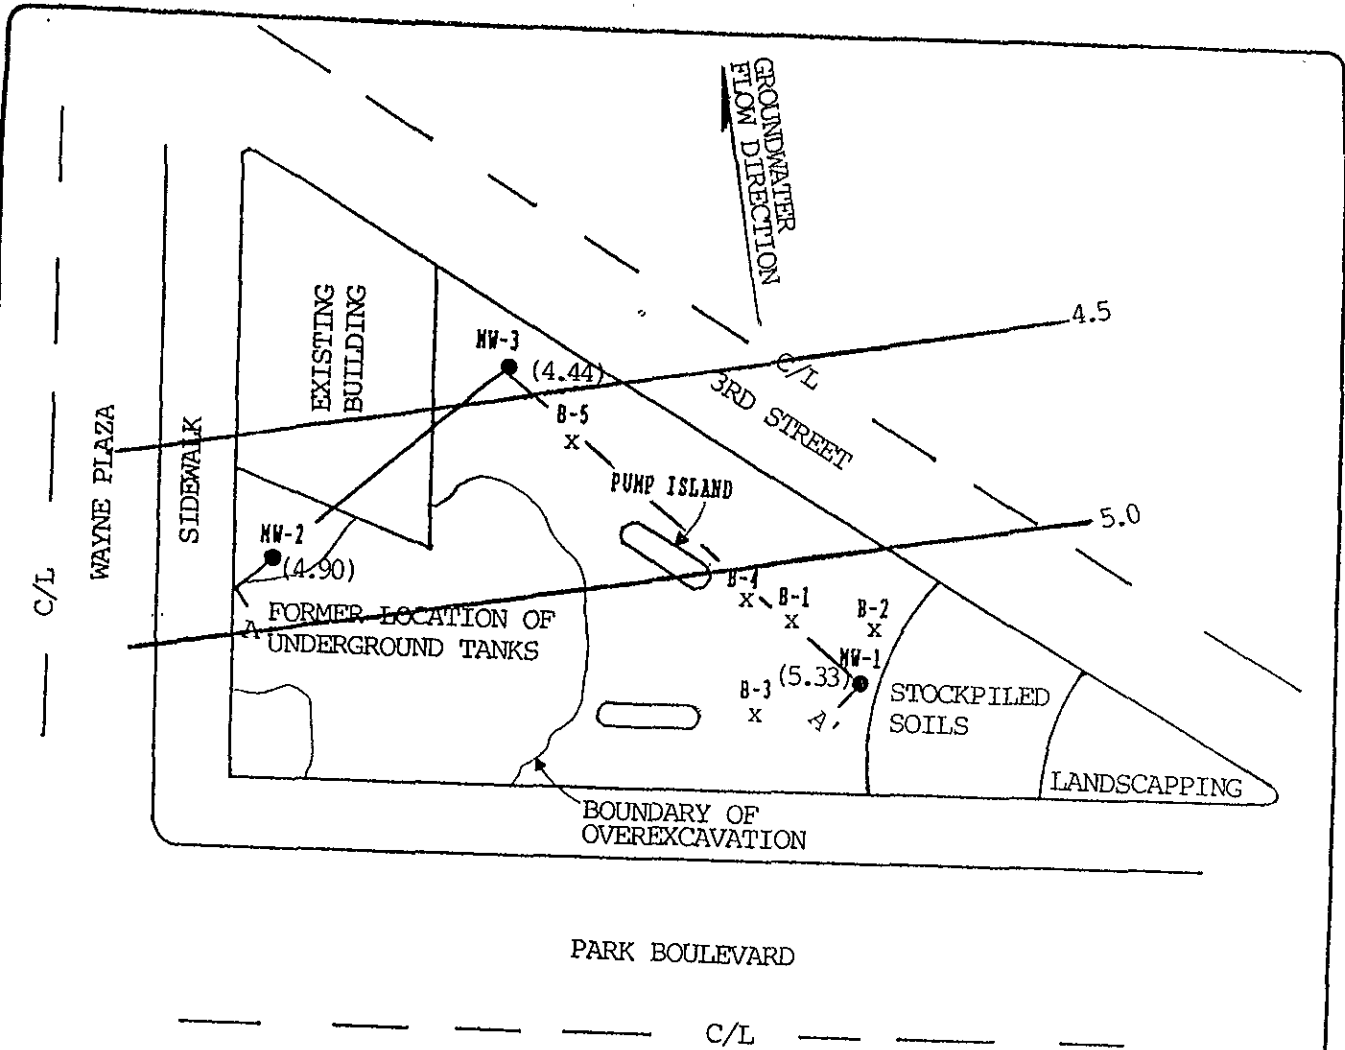 GROUNDWATER
FLOW DIRECTION
4.5
EXISTING
BUILDING
MW-3
(4.44)
C/L
3RD STREET
B-5
x
WAYNE PLAZA
SIDEWALK
PUMP ISLAND
5.0
MW-2
(4.90)
C/L
B-4
x
B-1
x
B-2
x
A
FORMER LOCATION OF
UNDERGROUND TANKS
MW-1
(5.33)
B-3
x
A'
STOCKPILED
SOILS
LANDSCAPPING
BOUNDARY OF
OVEREXCAVATION
PARK BOULEVARD
C/L